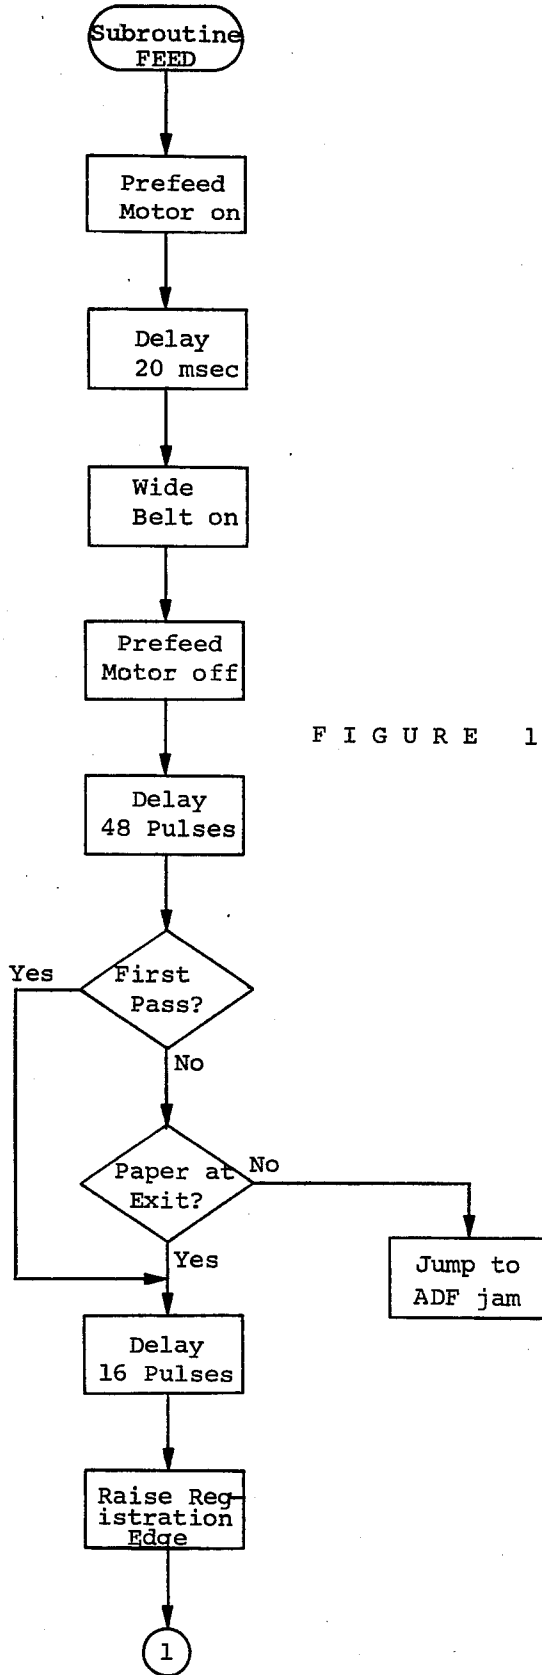 Subroutine
FEED
Prefeed
Motor on
Delay
20 msec
Wide
Belt on
Prefeed
Motor off
F I G U R E 1
Delay
48 Pulses
Yes
First
Pass?
No
Paper at
Exit?
No
Yes
Jump to
ADF jam
Delay
16 Pulses
Raise Reg-
istration
Edge
1